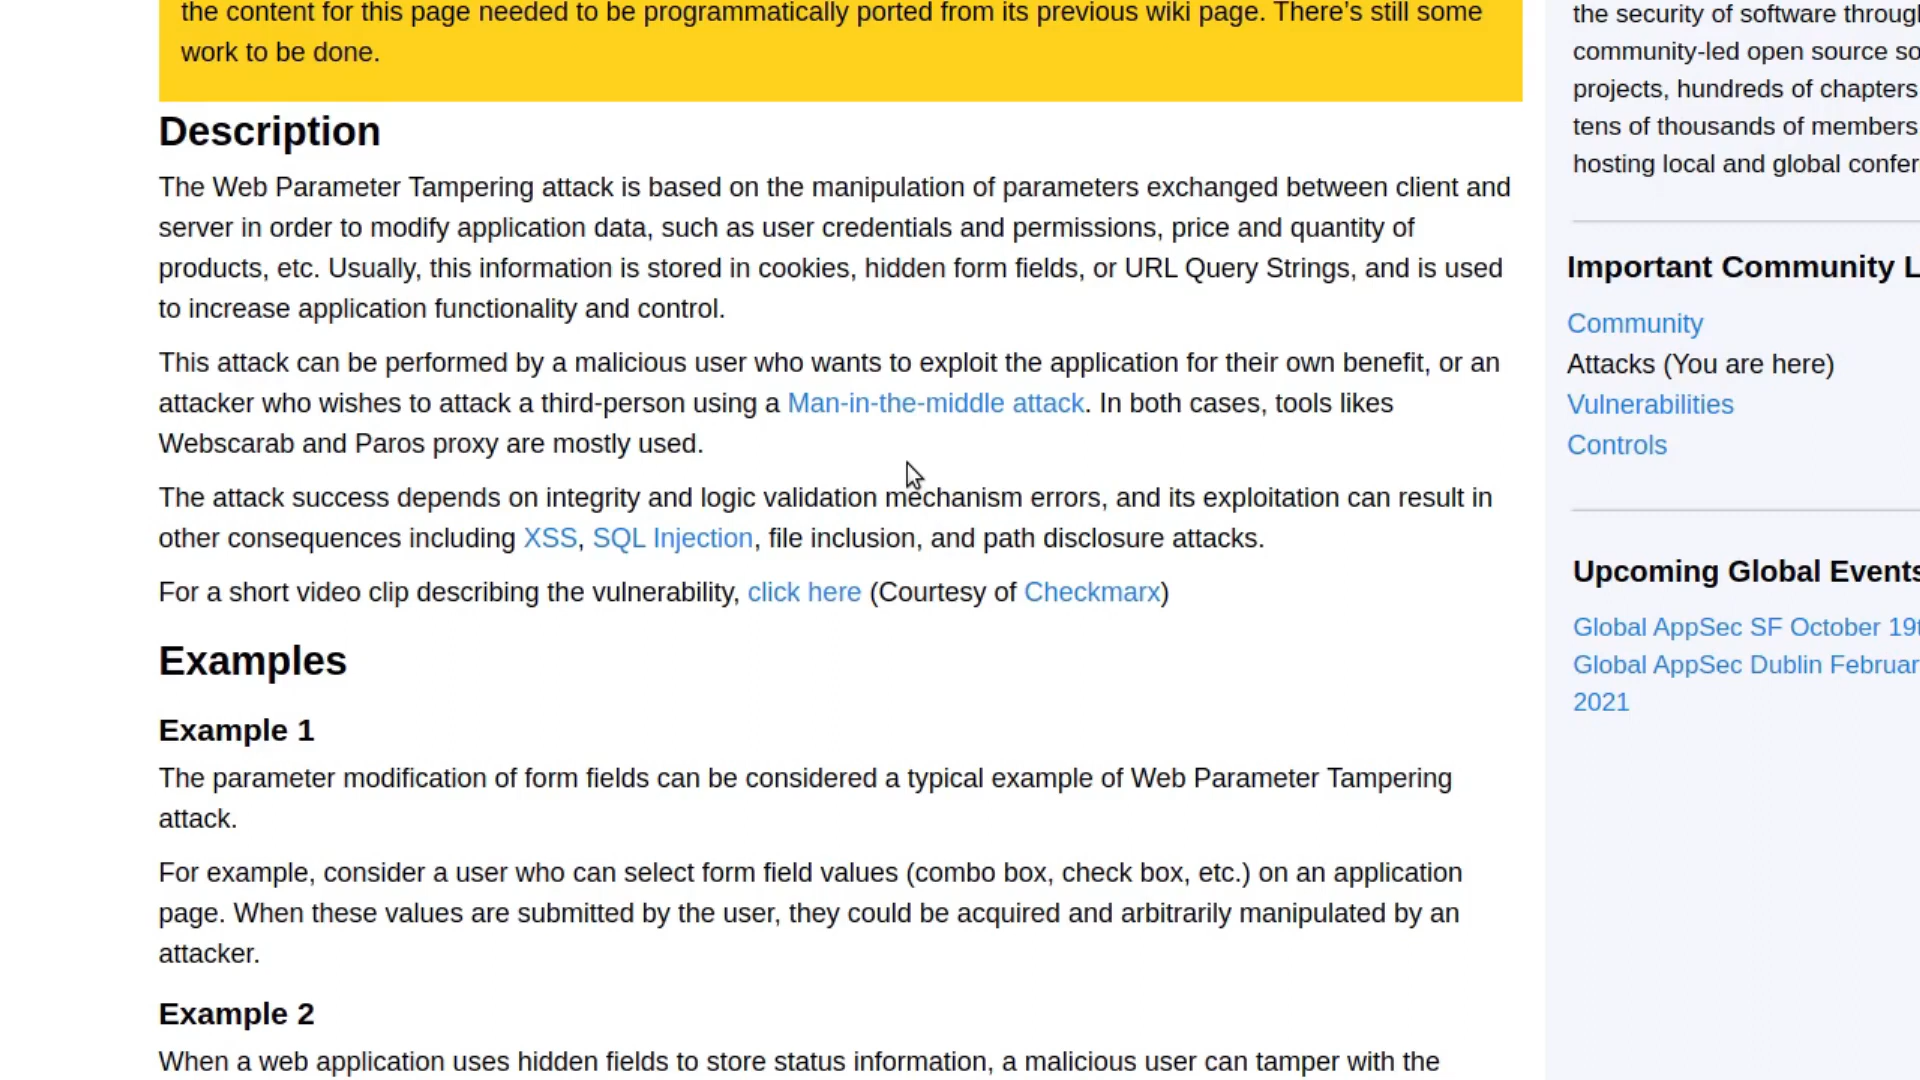 the content for this page needed to be programmatically ported from its previous wiki page. There's still some
work to be done.
Description
The Web Parameter Tampering attack is based on the manipulation of parameters exchanged between client and
server in order to modify application data, such as user credentials and permissions, price and quantity of
products, etc. Usually, this information is stored in cookies, hidden form fields, or URL Query Strings, and is used
to increase application functionality and control.
This attack can be performed by a malicious user who wants to exploit the application for their own benefit, or an
attacker who wishes to attack a third-person using a Man-in-the-middle attack. In both cases, tools likes
Webscarab and Paros proxy are mostly used.
The attack success depends on integrity and logic validation mechanism errors, and its exploitation can result in
other consequences including XSS, SQL Injection, file inclusion, and path disclosure attacks.
For a short video clip describing the vulnerability, click here (Courtesy of Checkmarx)
Examples
Example 1
The parameter modification of form fields can be considered a typical example of Web Parameter Tampering
attack.
For example, consider a user who can select form field values (combo box, check box, etc.) on an application
page. When these values are submitted by the user, they could be acquired and arbitrarily manipulated by an
attacker.
Example 2
When a web application uses hidden fields to store status information, a malicious user can tamper with the
the security of software through
community-led open source so
projects, hundreds of chapters
tens of thousands of members
hosting local and global confer
Important Community L
Community
Attacks (You are here)
Vulnerabilities
Controls
Upcoming Global Events
Global AppSec SF October 19t
Global AppSec Dublin Februar
2021